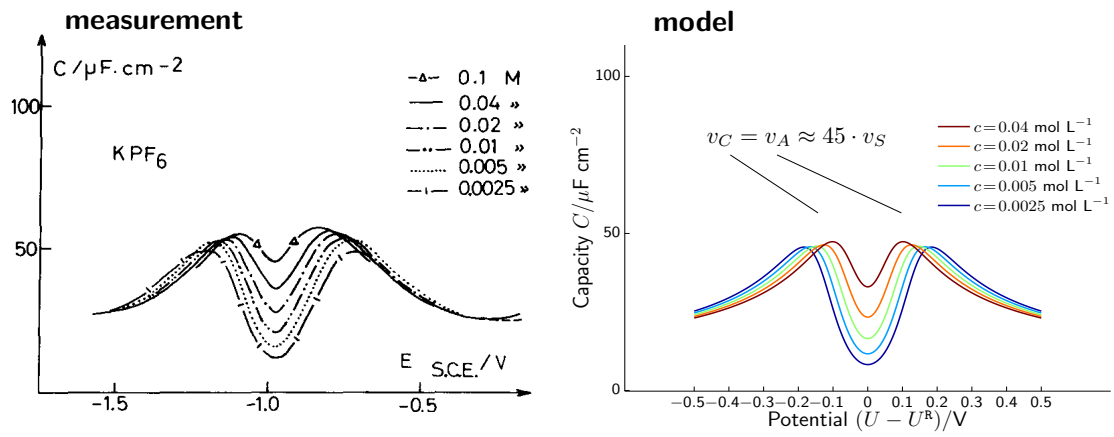 measurement
C/µF.cm-2
100
50
KPF6
0.1 M
0.04 "
0.02 "
0.01 "
0.005 "
0.0025 "
E S.C.E./V
-1.5 -1.0 -0.5
model
Capacity C/µF cm⁻²
100
50
0
v_C = v_A ≈ 45 · v_S
c=0.04 mol L⁻¹
c=0.02 mol L⁻¹
c=0.01 mol L⁻¹
c=0.005 mol L⁻¹
c=0.0025 mol L⁻¹
−0.5 −0.4 −0.3 −0.2 −0.1 0 0.1 0.2 0.3 0.4 0.5
Potential (U − Uᴿ)/V